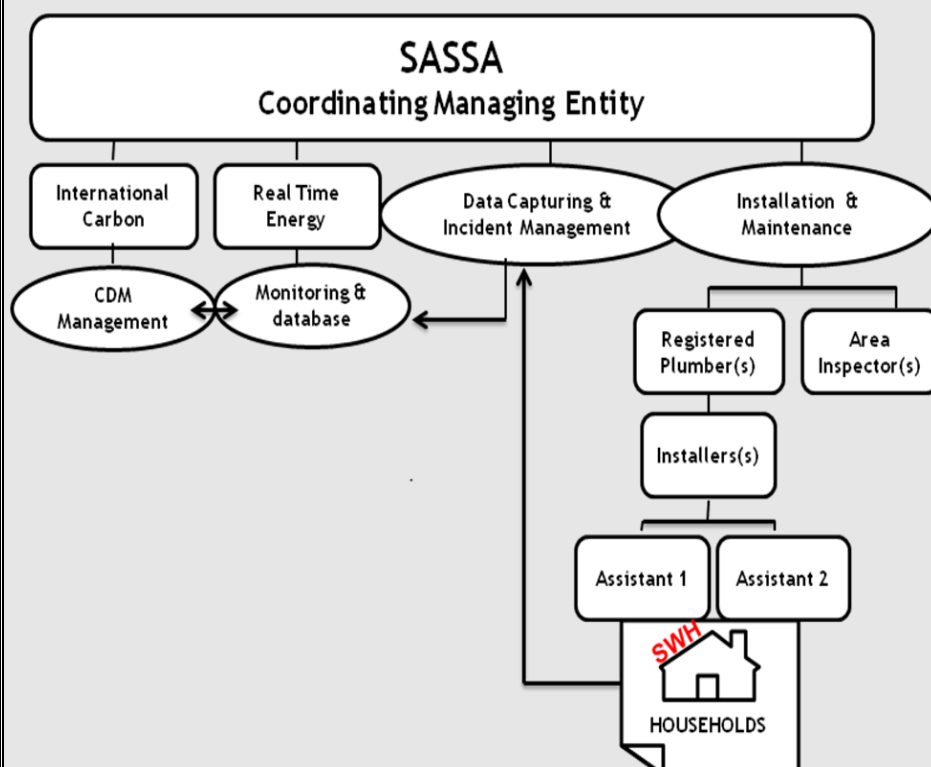 SASSA
Coordinating Managing Entity
International
Carbon
Real Time
Energy
Data Capturing &
Incident Management
Installation &
Maintenance
CDM
Management
Monitoring &
database
Registered
Plumber(s)
Area
Inspector(s)
Installers(s)
Assistant 1
Assistant 2
SWH
HOUSEHOLDS